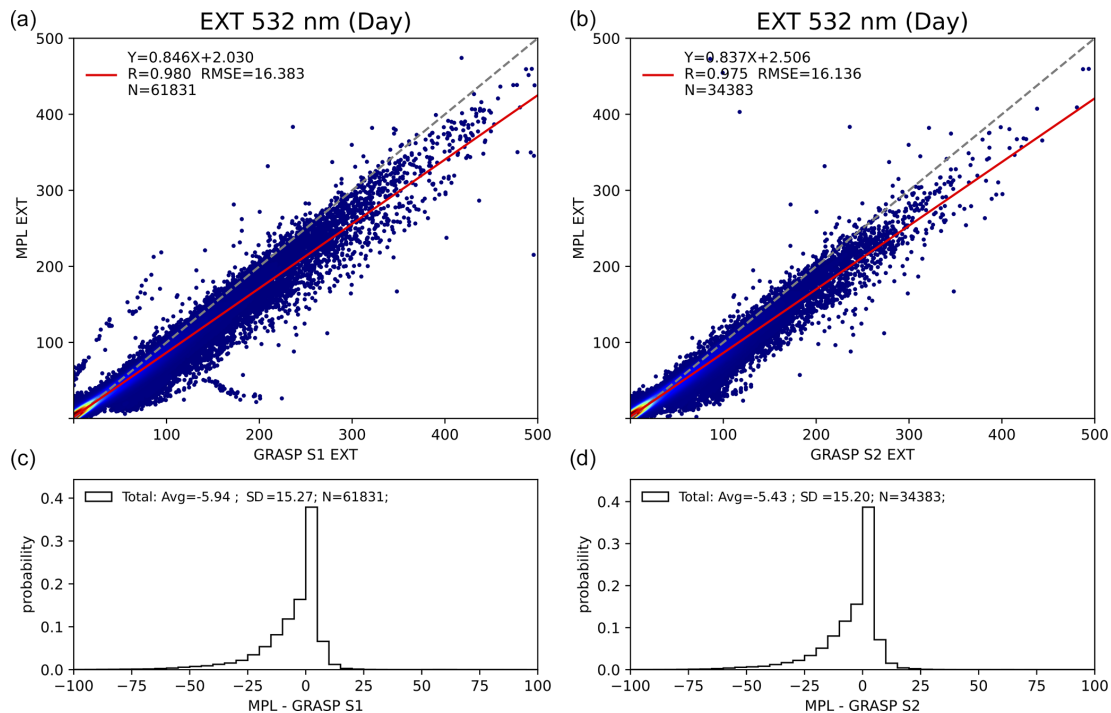 (a)
EXT 532 nm (Day)
Y=0.846X+2.030
R=0.980 RMSE=16.383
N=61831
MPL EXT
500
400
300
200
100
100 200 300 400 500
GRASP S1 EXT
(b)
EXT 532 nm (Day)
Y=0.837X+2.506
R=0.975 RMSE=16.136
N=34383
MPL EXT
500
400
300
200
100
100 200 300 400 500
GRASP S2 EXT
(c)
Total: Avg=-5.94 ; SD =15.27; N=61831;
probability
0.4
0.3
0.2
0.1
0.0
−100 −75 −50 −25 0 25 50 75 100
MPL - GRASP S1
(d)
Total: Avg=-5.43 ; SD =15.20; N=34383;
probability
0.4
0.3
0.2
0.1
0.0
−100 −75 −50 −25 0 25 50 75 100
MPL - GRASP S2